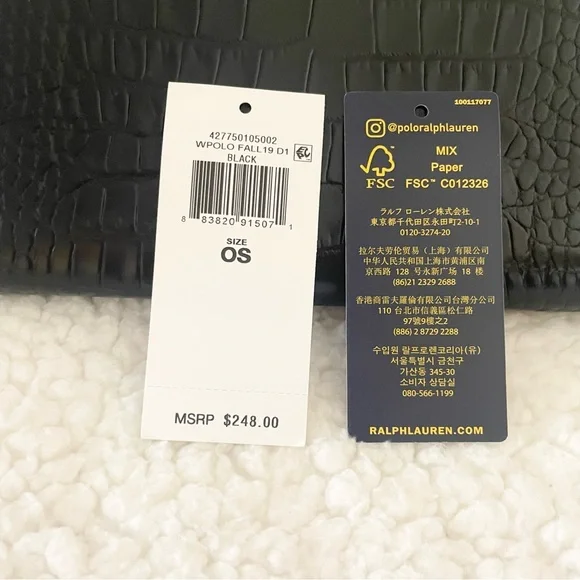 427750105002
WPOLO FALL19 D1
BLACK
8 83820 91507 1
SIZE
OS
MSRP $248.00
100117077
@poloralphlauren
FSC
MIX
Paper
FSC™ C012326
ラルフ ローレン株式会社
東京都千代田区永田町2-10-1
0120-3274-20
拉尔夫劳伦贸易（上海）有限公司
中华人民共和国上海市黄浦区南
京西路 128 号永新广场 18 楼
(86)21 2329 2688
香港商雷夫羅倫有限公司台灣分公司
110 台北市信義區松仁路
97號9樓之2
(886) 2 8729 2288
수입원 랄프로렌코리아(유)
서울특별시 금천구
가산동 345-30
소비자 상담실
080-566-1199
RALPHLAUREN.COM